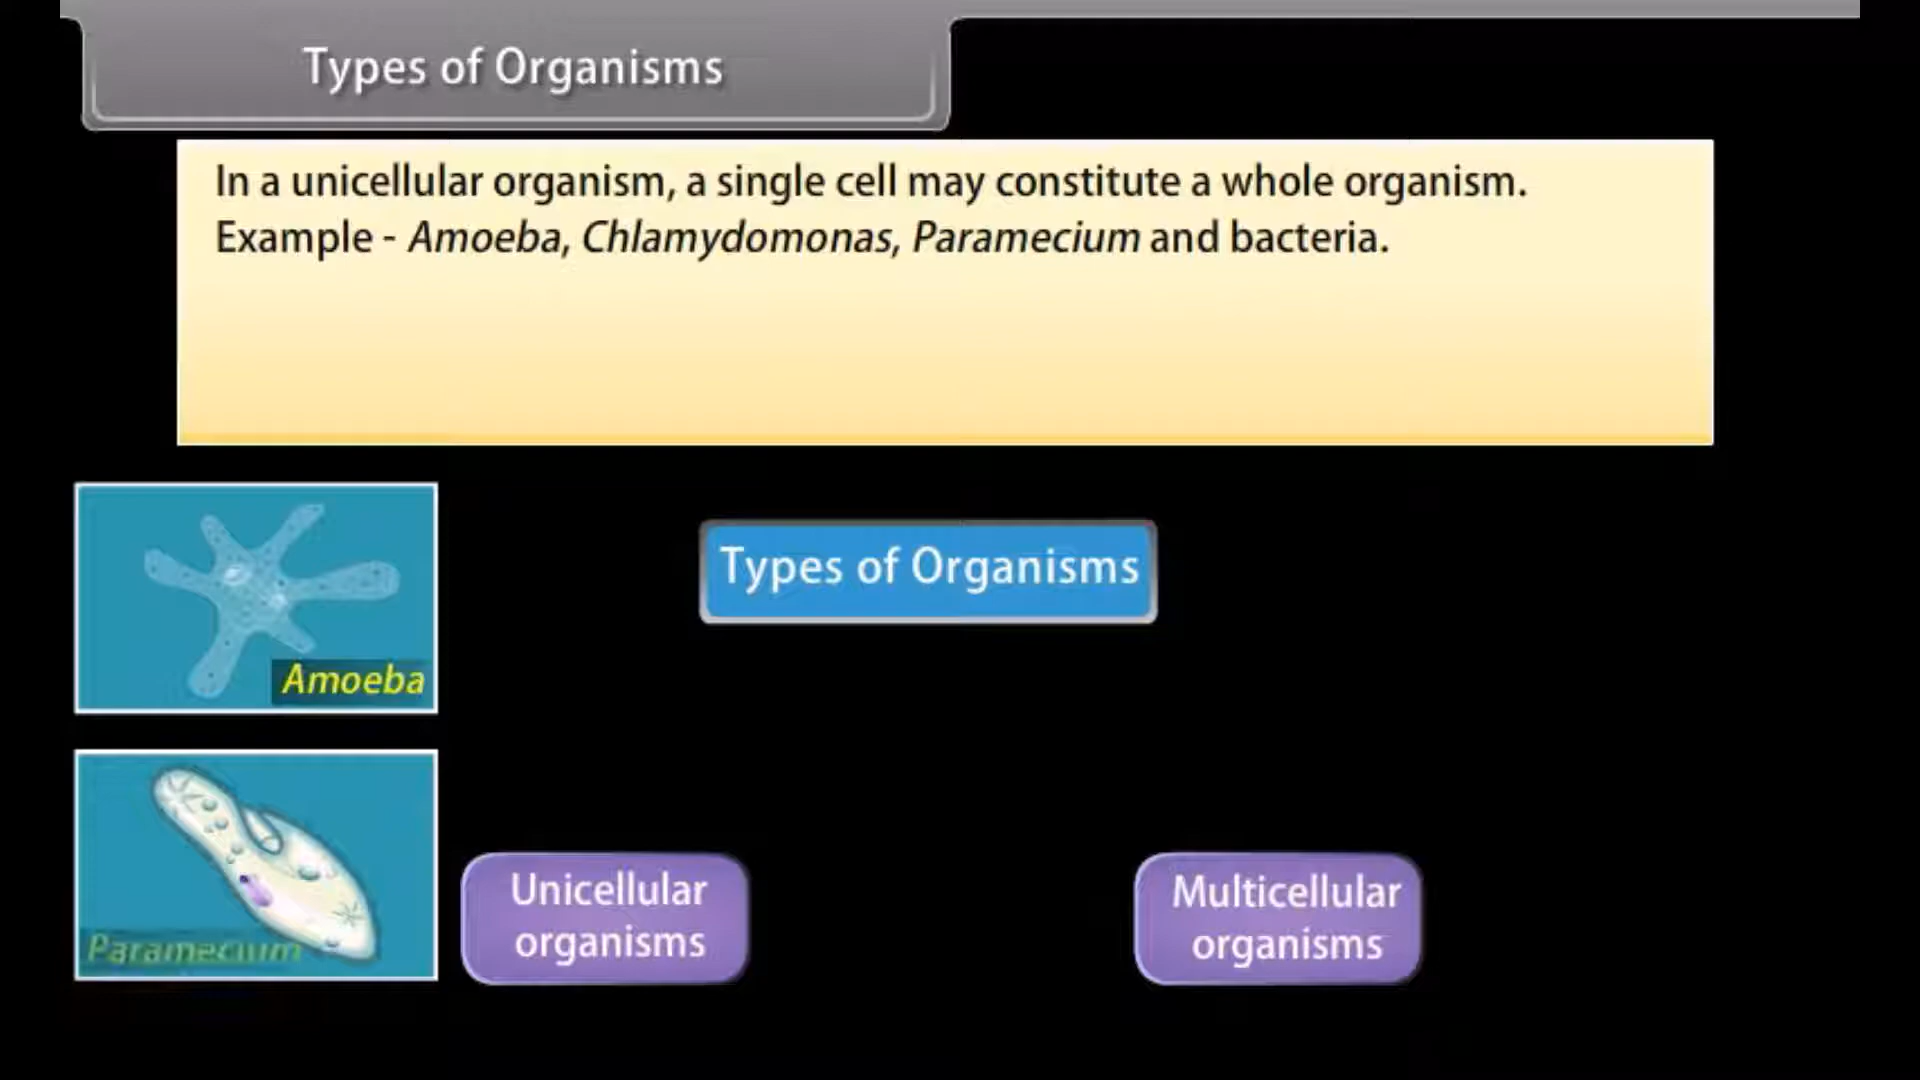 Types of Organisms
In a unicellular organism, a single cell may constitute a whole organism.
Example - Amoeba, Chlamydomonas, Paramecium and bacteria.
Types of Organisms
Amoeba
Paramecium
Unicellular
organisms
Multicellular
organisms